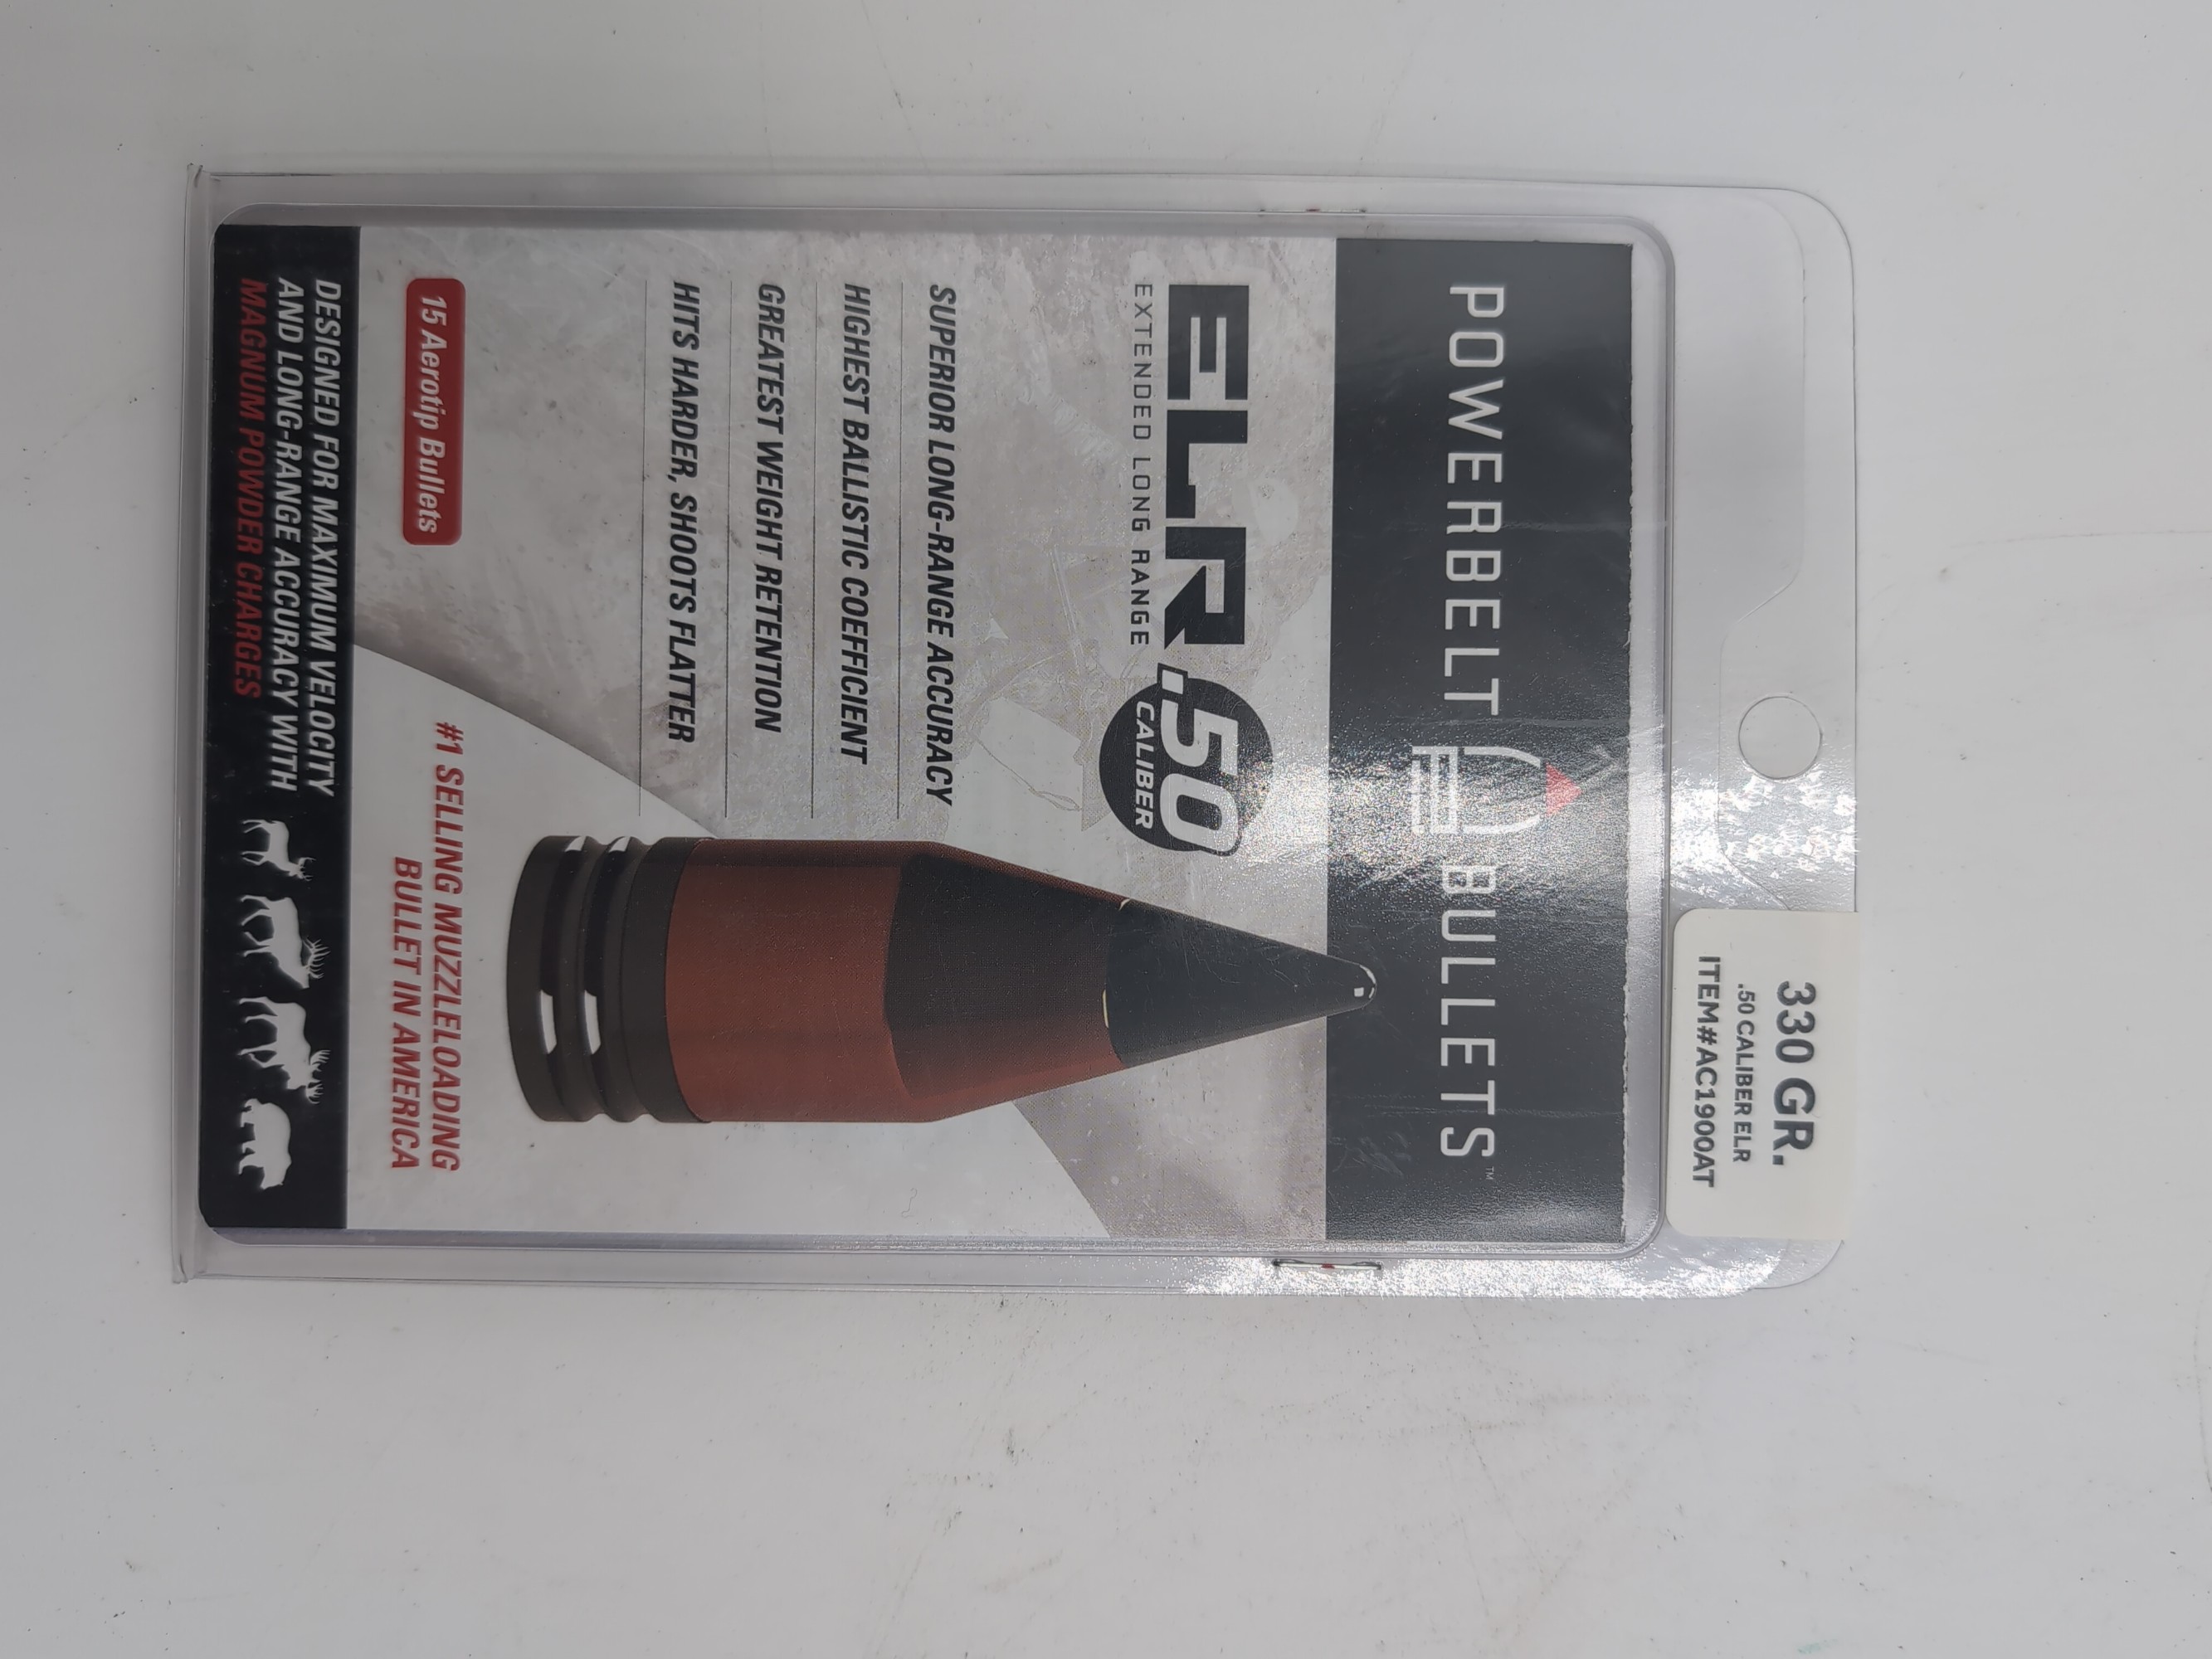 330 GR.
.50 CALIBER ELR
ITEM#AC1900AT
POWERBELT BULLETS™
ELR .50
CALIBER
EXTENDED LONG RANGE
SUPERIOR LONG-RANGE ACCURACY
HIGHEST BALLISTIC COEFFICIENT
GREATEST WEIGHT RETENTION
HITS HARDER, SHOOTS FLATTER
15 Aerotip Bullets
#1 SELLING MUZZLELOADING
BULLET IN AMERICA
DESIGNED FOR MAXIMUM VELOCITY
AND LONG-RANGE ACCURACY WITH
MAGNUM POWDER CHARGES